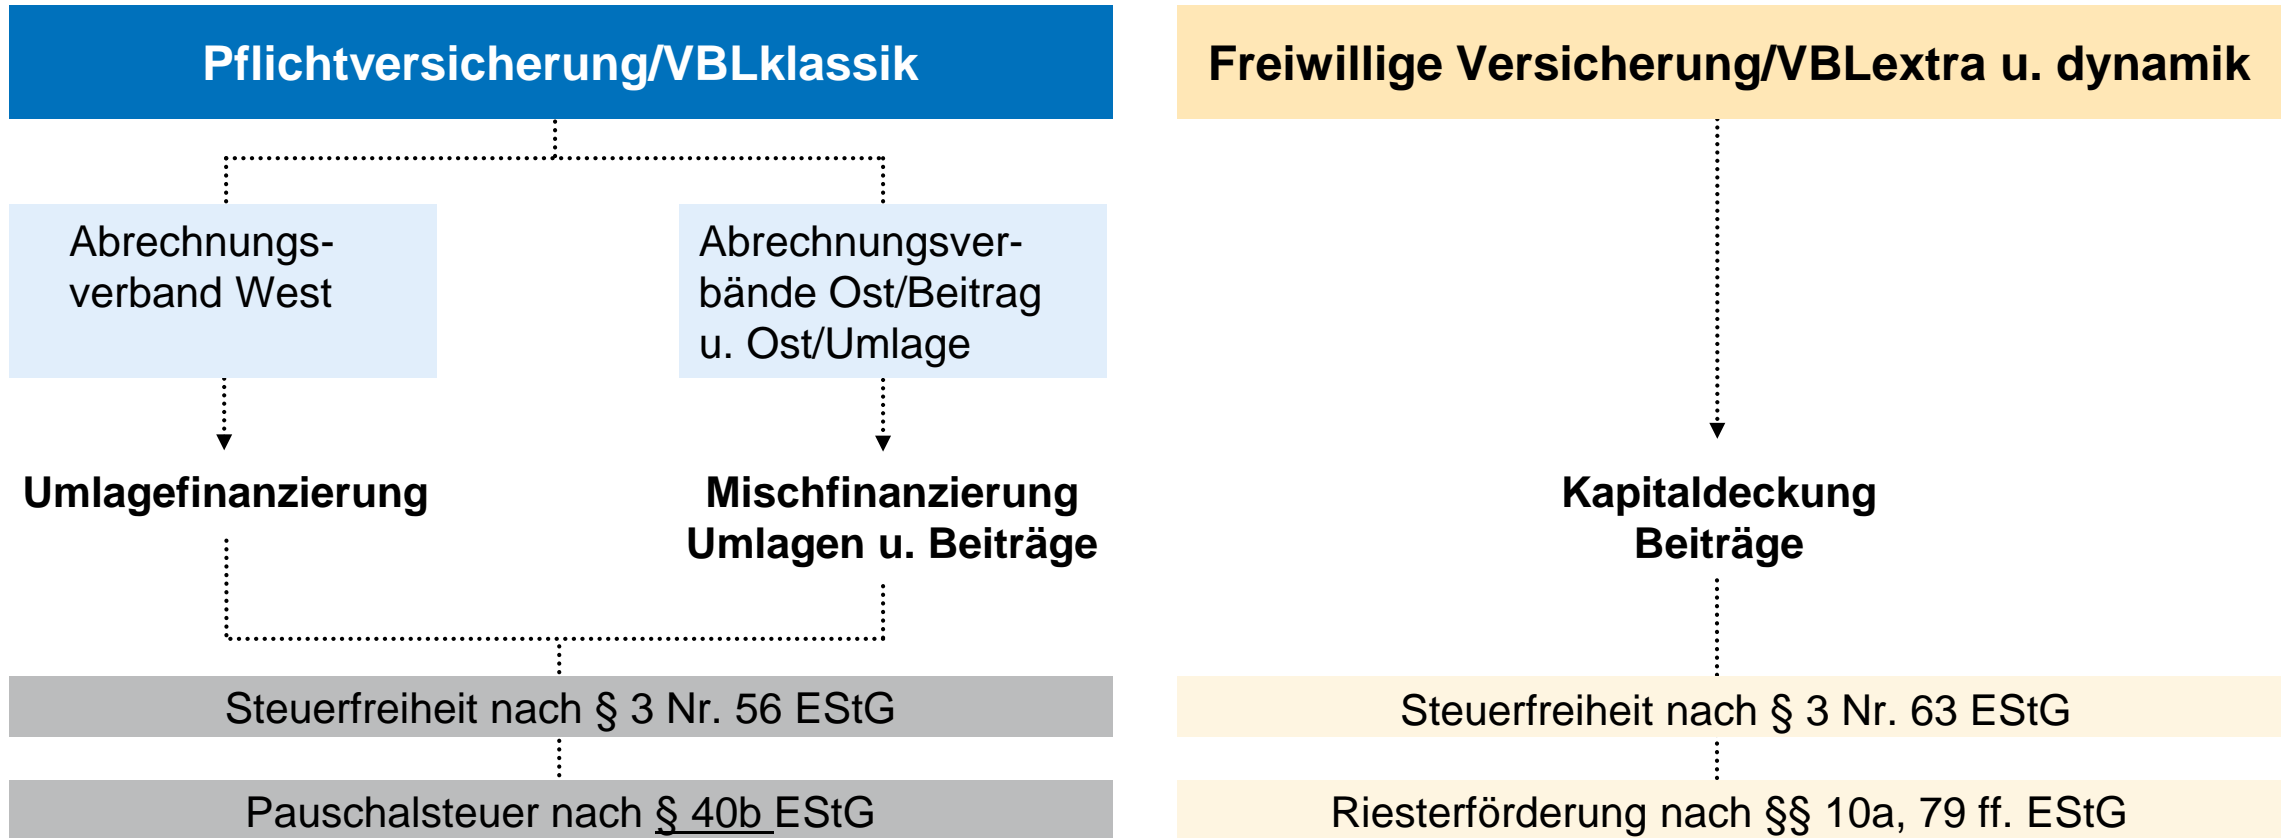 Pflichtversicherung/VBLklassik
Freiwillige Versicherung/VBLextra u. dynamik
Abrechnungs-
verband West
Abrechnungsver-
bände Ost/Beitrag
u. Ost/Umlage
Umlagefinanzierung
Mischfinanzierung
Umlagen u. Beiträge
Kapitaldeckung
Beiträge
Steuerfreiheit nach § 3 Nr. 56 EStG
Steuerfreiheit nach § 3 Nr. 63 EStG
Pauschalsteuer nach § 40b EStG
Riesterförderung nach §§ 10a, 79 ff. EStG